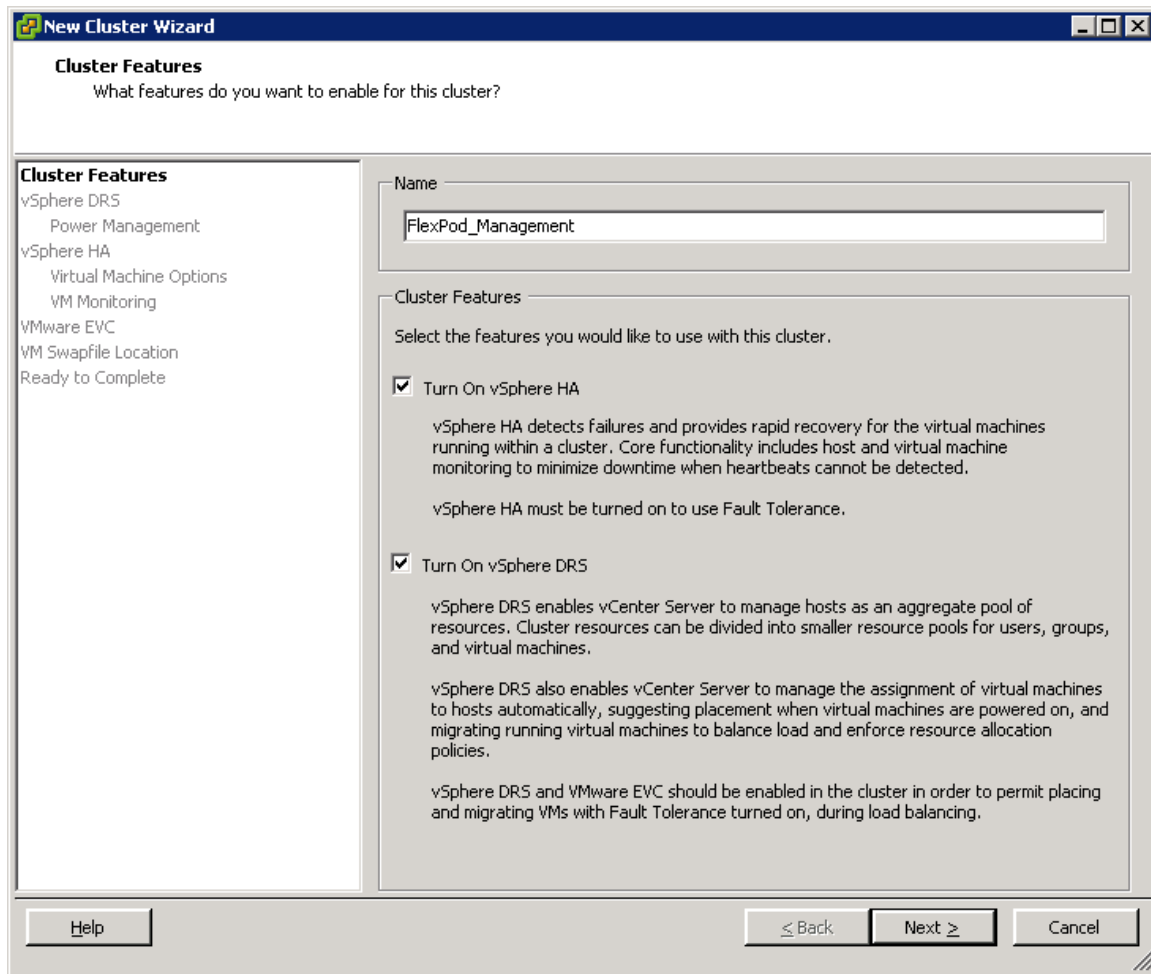 New Cluster Wizard
Cluster Features
What features do you want to enable for this cluster?
Cluster Features
vSphere DRS
Power Management
vSphere HA
Virtual Machine Options
VM Monitoring
VMware EVC
VM Swapfile Location
Ready to Complete
Name
FlexPod_Management
Cluster Features
Select the features you would like to use with this cluster.
Turn On vSphere HA
vSphere HA detects failures and provides rapid recovery for the virtual machines
running within a cluster. Core functionality includes host and virtual machine
monitoring to minimize downtime when heartbeats cannot be detected.
vSphere HA must be turned on to use Fault Tolerance.
Turn On vSphere DRS
vSphere DRS enables vCenter Server to manage hosts as an aggregate pool of
resources. Cluster resources can be divided into smaller resource pools for users, groups,
and virtual machines.
vSphere DRS also enables vCenter Server to manage the assignment of virtual machines
to hosts automatically, suggesting placement when virtual machines are powered on, and
migrating running virtual machines to balance load and enforce resource allocation
policies.
vSphere DRS and VMware EVC should be enabled in the cluster in order to permit placing
and migrating VMs with Fault Tolerance turned on, during load balancing.
Help
< Back
Next >
Cancel